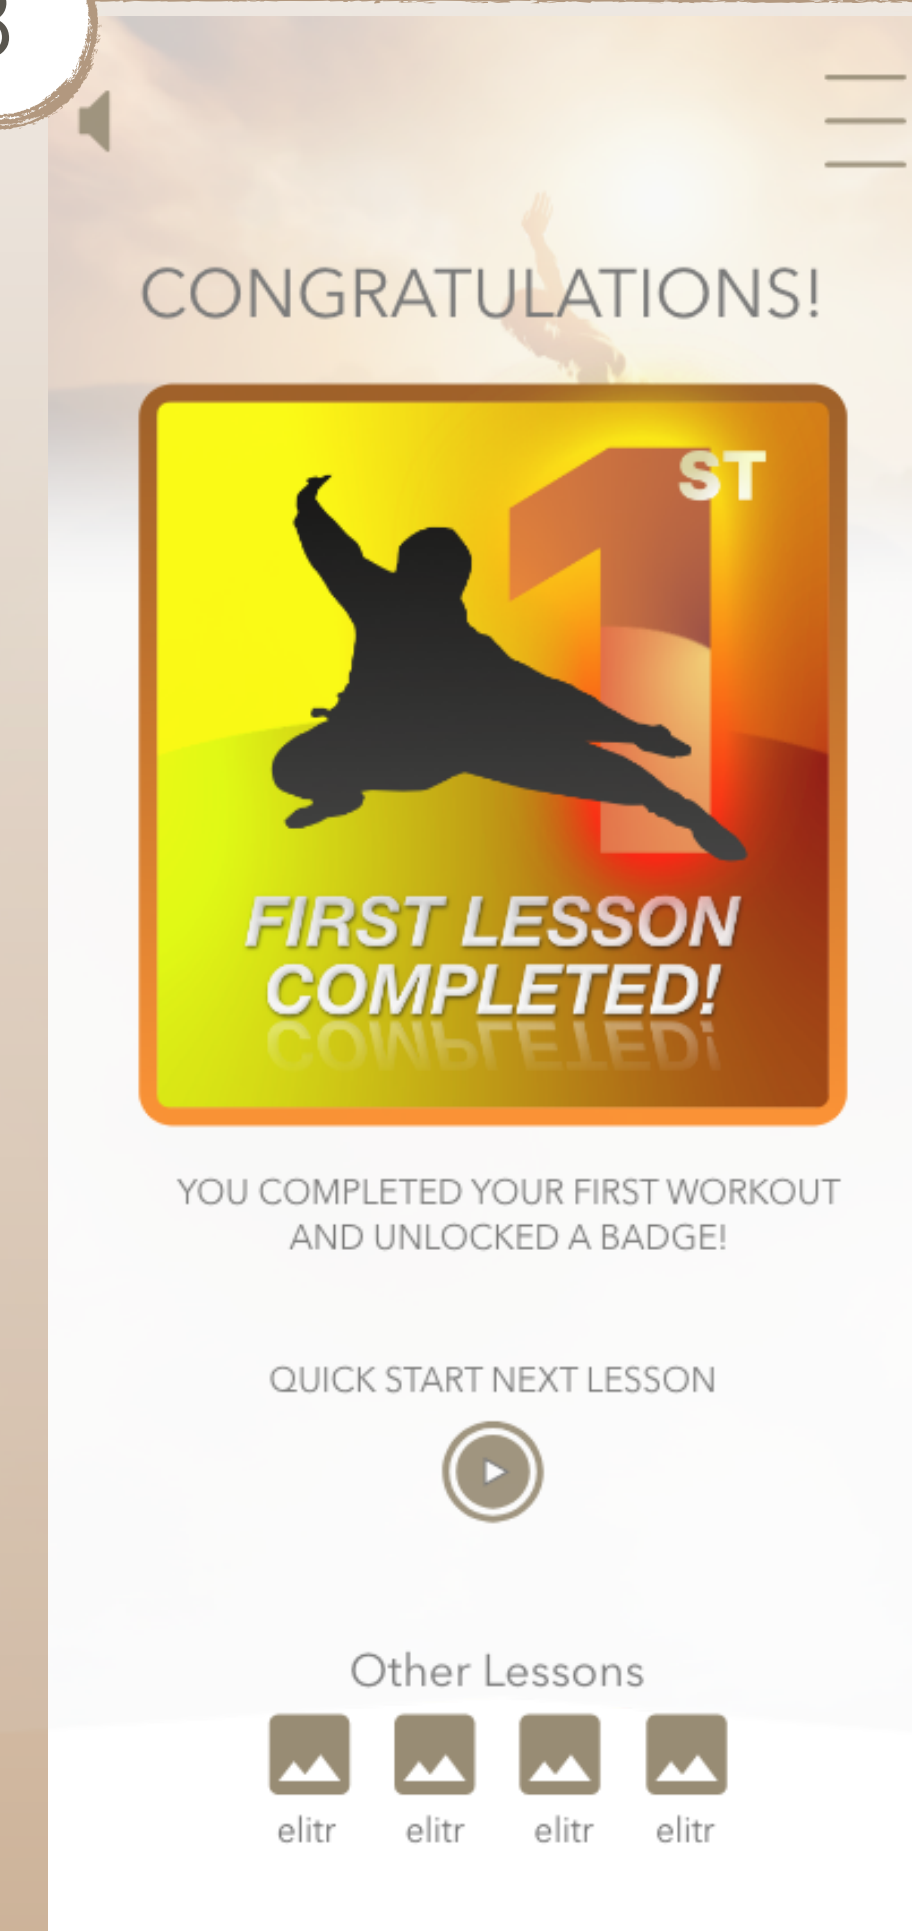 CONGRATULATIONS!
1ST
FIRST LESSON
COMPLETED!
YOU COMPLETED YOUR FIRST WORKOUT
AND UNLOCKED A BADGE!
QUICK START NEXT LESSON
Other Lessons
elitr elitr elitr elitr